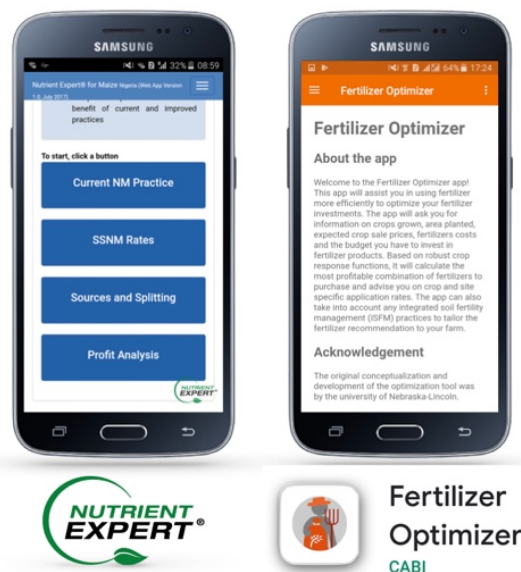 SAMSUNG
32% 08:59
Nutrient Expert® for Maize Nigeria (Web App Version
1.0, July 2017)
benefit of current and improved
practices
To start, click a button
Current NM Practice
SSNM Rates
Sources and Splitting
Profit Analysis
NUTRIENT
EXPERT®
SAMSUNG
64% 17:24
Fertilizer Optimizer
Fertilizer Optimizer
About the app
Welcome to the Fertilizer Optimizer app!
This app will assist you in using fertilizer
more efficiently to optimize your fertilizer
investments. The app will ask you for
information on crops grown, area planted,
expected crop sale prices, fertilizers costs
and the budget you have to invest in
fertilizer products. Based on robust crop
response functions, It will calculate the
most profitable combination of fertilizers to
purchase and advise you on crop and site
specific application rates. The app can also
take into account any integrated soil fertility
management (ISFM) practices to tailor the
fertilizer recommendation to your farm.
Acknowledgement
The original conceptualization and
development of the optimization tool was
by the university of Nebraska-Lincoln.
NUTRIENT
EXPERT®
Fertilizer
Optimizer
CABI